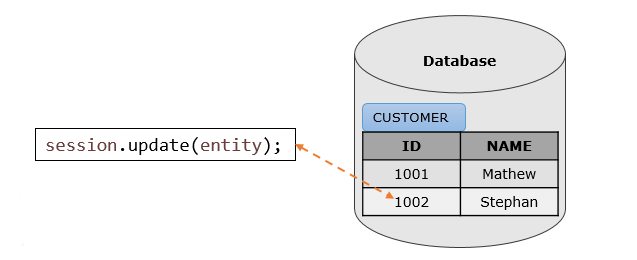 Database
CUSTOMER
session.update(entity);
ID NAME
1001 Mathew
1002 Stephan